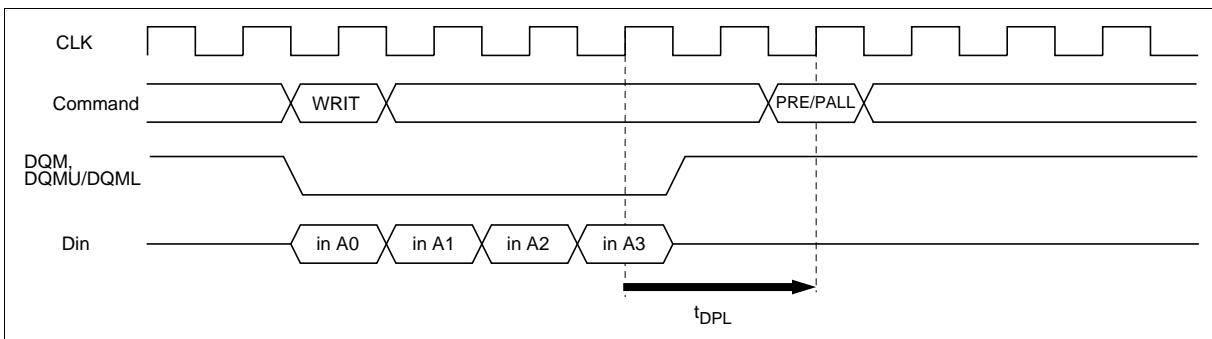 CLK
Command
WRIT
PRE/PALL
DQM,
DQMU/DQML
Din
in A0
in A1
in A2
in A3
tDPL